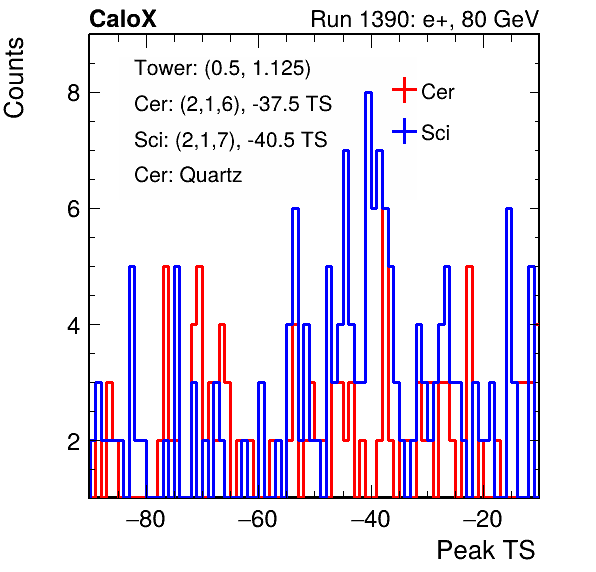 CaloX Run 1390: e+, 80 GeV
Counts
Tower: (0.5, 1.125)
Cer: (2,1,6), -37.5 TS
Sci: (2,1,7), -40.5 TS
Cer: Quartz
Cer
Sci
8
6
4
2
−80 −60 −40 −20
Peak TS